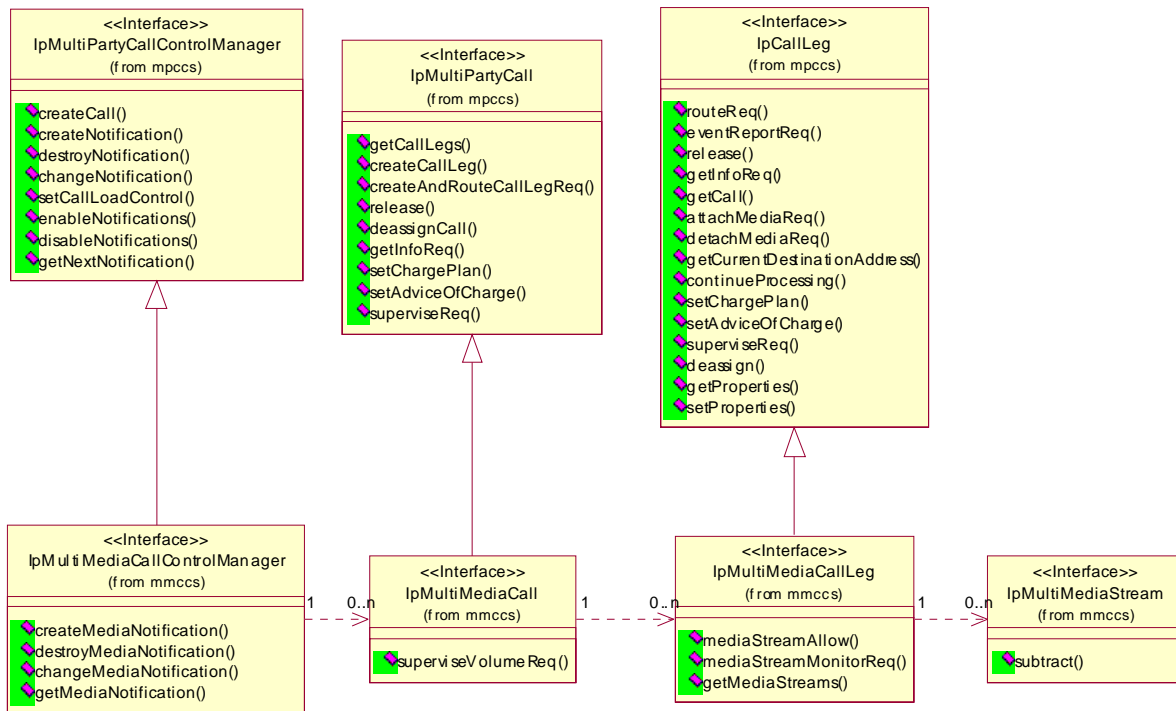 <<Interface>>
IpMultiPartyCallControlManager
(from mpccs)
createCall()
createNotification()
destroyNotification()
changeNotification()
setCallLoadControl()
enableNotifications()
disableNotifications()
getNextNotification()
<<Interface>>
IpMultiPartyCall
(from mpccs)
getCallLegs()
createCallLeg()
createAndRouteCallLegReq()
release()
deassignCall()
getInfoReq()
setChargePlan()
setAdviceOfCharge()
superviseReq()
<<Interface>>
IpCallLeg
(from mpccs)
routeReq()
eventReportReq()
release()
getInfoReq()
getCall()
attachMediaReq()
detachMediaReq()
getCurrentDestinationAddress()
continueProcessing()
setChargePlan()
setAdviceOfCharge()
superviseReq()
deassign()
getProperties()
setProperties()
<<Interface>>
IpMultiMediaCallControlManager
(from mmccs)
createMediaNotification()
destroyMediaNotification()
changeMediaNotification()
getMediaNotification()
1
0..n
<<Interface>>
IpMultiMediaCall
(from mmccs)
superviseVolumeReq()
1
0..n
<<Interface>>
IpMultiMediaCallLeg
(from mmccs)
mediaStreamAllow()
mediaStreamMonitorReq()
getMediaStreams()
1
0..n
<<Interface>>
IpMultiMediaStream
(from mmccs)
subtract()